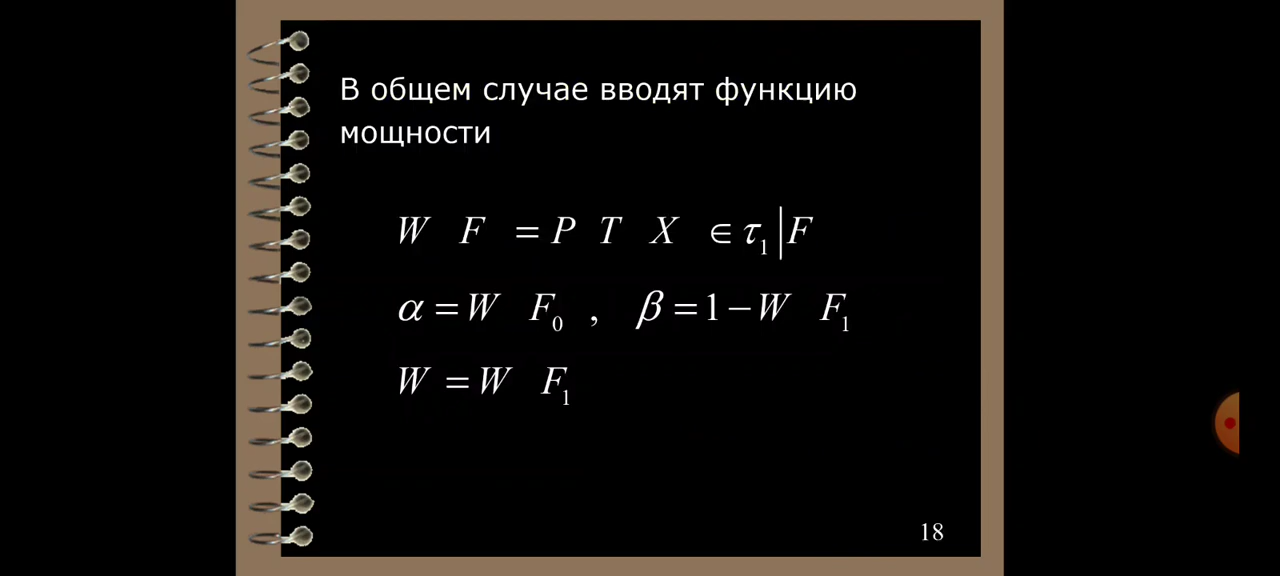 В общем случае вводят функцию
мощности
W F = P T X ∈ τ₁ | F
α = W F₀ , β = 1 − W F₁
W = W F₁
18